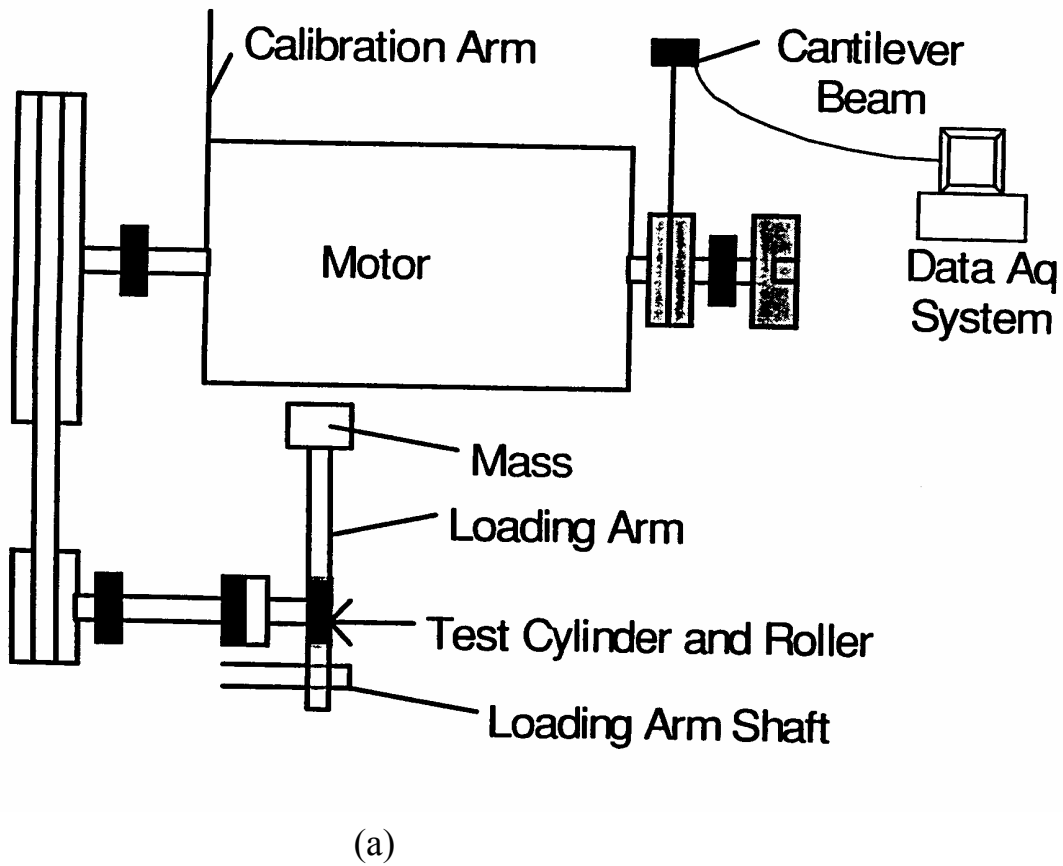 Calibration Arm
Cantilever
Beam
Motor
Data Aq
System
Mass
Loading Arm
Test Cylinder and Roller
Loading Arm Shaft
(a)